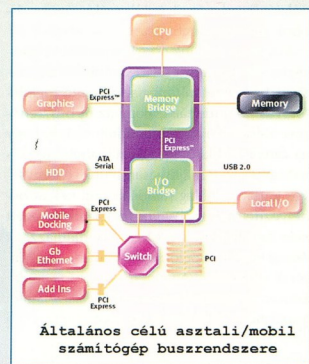 CPU
PCI
Express™
Graphics
Memory
Bridge
Memory
PCI
Express™
ATA
Serial
HDD
I/O
Bridge
USB 2.0
Mobile
Docking
PCI
Express
Local I/O
Gb
Ethernet
Switch
PCI
Add Ins
PCI
Express
Általános célú asztali/mobil
számítógép buszrendszere